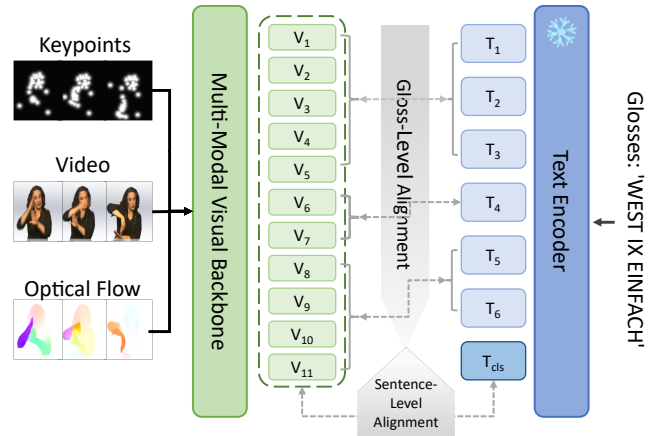 Keypoints
Video
Optical Flow
Multi-Modal Visual Backbone
V1
V2
V3
V4
V5
V6
V7
V8
V9
V10
V11
Gloss-Level Alignment
Sentence-
Level
Alignment
T1
T2
T3
T4
T5
T6
Tcls
Text Encoder
Glosses: 'WEST IX EINFACH'